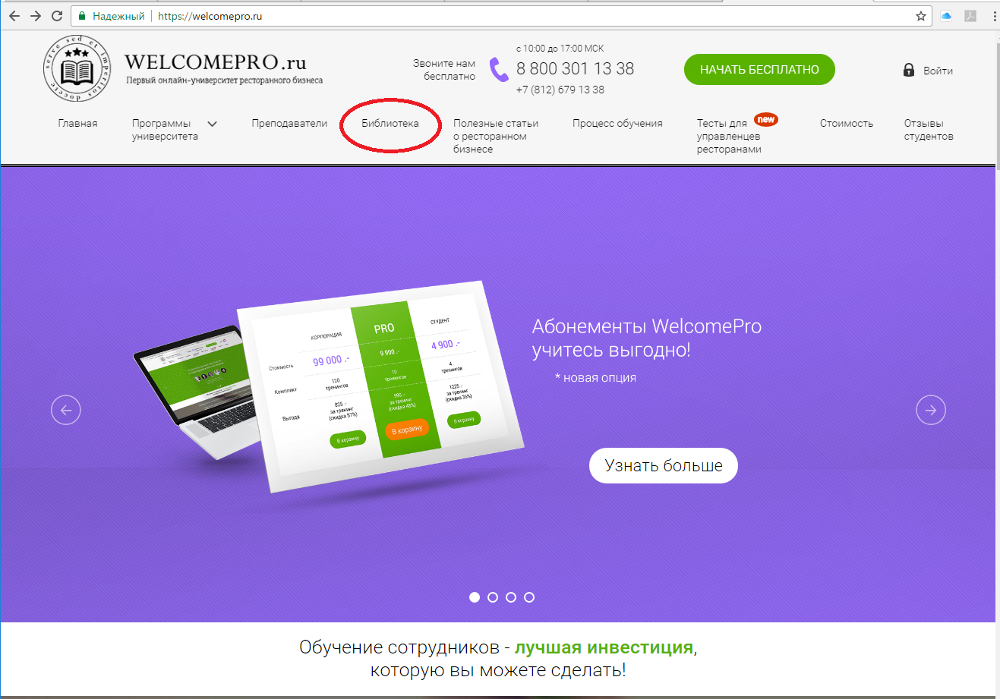 Надежный
https://welcomepro.ru
serve sed et imperitos docete
WELCOMEPRO.ru
Первый онлайн-университет ресторанного бизнеса
Звоните нам
бесплатно
с 10:00 до 17:00 МСК
8 800 301 13 38
+7 (812) 679 13 38
НАЧАТЬ БЕСПЛАТНО
Войти
Главная
Программы
университета
Преподаватели
Библиотека
Полезные статьи
о ресторанном
бизнесе
Процесс обучения
Тесты для
управленцев
ресторанами
new
Стоимость
Отзывы
студентов
КОРПОРАЦИЯ
PRO
СТУДЕНТ
Стоимость
99 000 .-
9 900 .-
4 900 .-
Комплект
120
тренингов
10
тренингов
4
тренингов
Выгода
825 .-
за тренинг
(скидка 57%)
990 .-
за тренинг
(скидка 48%)
1225 .-
за тренинг
(скидка 35%)
В корзину
В корзину
В корзину
Абонементы WelcomePro
учитесь выгодно!
* новая опция
Узнать больше
Обучение сотрудников - лучшая инвестиция,
которую вы можете сделать!